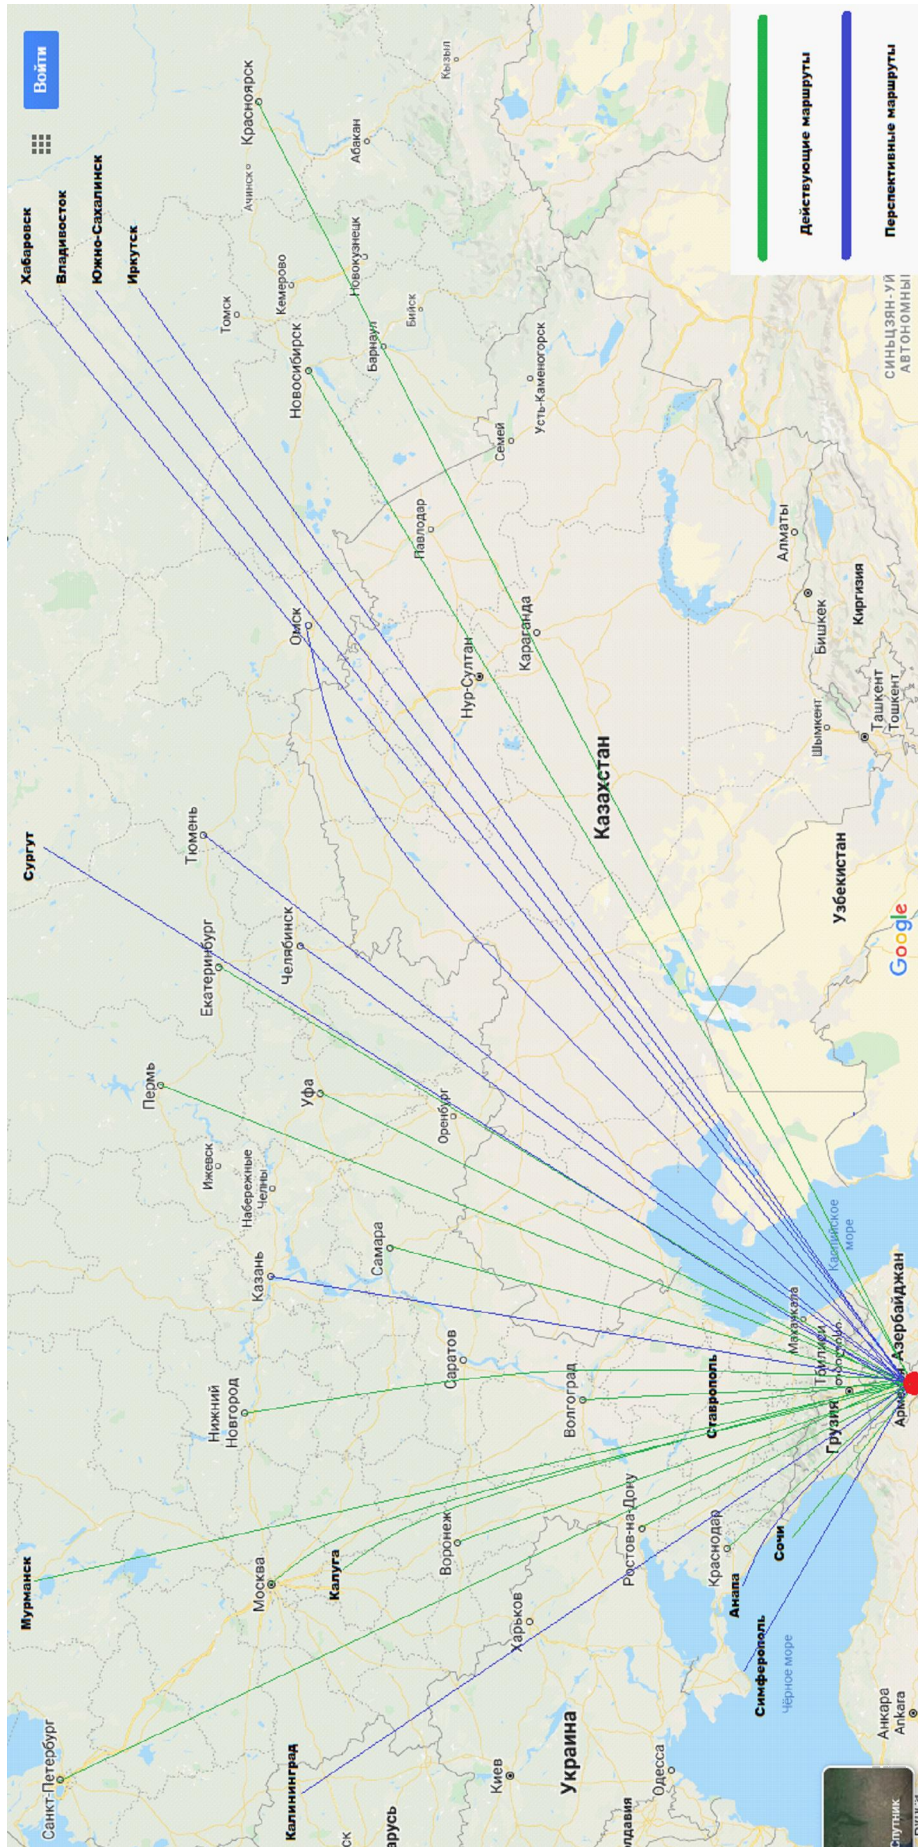 Войти
Хабаровск
Владивосток
Южно-Сахалинск
Иркутск
Сургут
Мурманск
Санкт-Петербург
Красноярск
Ачинск
Кызыл
Абакан
Томск
Кемерово
Новокузнецк
Новосибирск
Барнаул
Бийск
Усть-Каменогорск
Семей
Павлодар
Омск
Нур-Султан
Караганда
Тюмень
Екатеринбург
Челябинск
Пермь
Ижевск
Уфа
Набережные
Челны
Оренбург
Казань
Самара
Нижний
Новгород
Саратов
Москва
Калуга
Воронеж
Волгоград
Харьков
Калининград
Киев
Украина
Одесса
Ростов-на-Дону
Ставрополь
Краснодар
Анапа
Сочи
Симферополь
Чёрное море
Махачкала
Каспийское
море
Грузия
Азербайджан
Казахстан
Алматы
Бишкек
Киргизия
Шымкент
Ташкент
Тошкент
Узбекистан
СИНЬЦЗЯН-УЙ
АВТОНОМНЫ
Анкара
Ankara
Google
Действующие маршруты
Перспективные маршруты